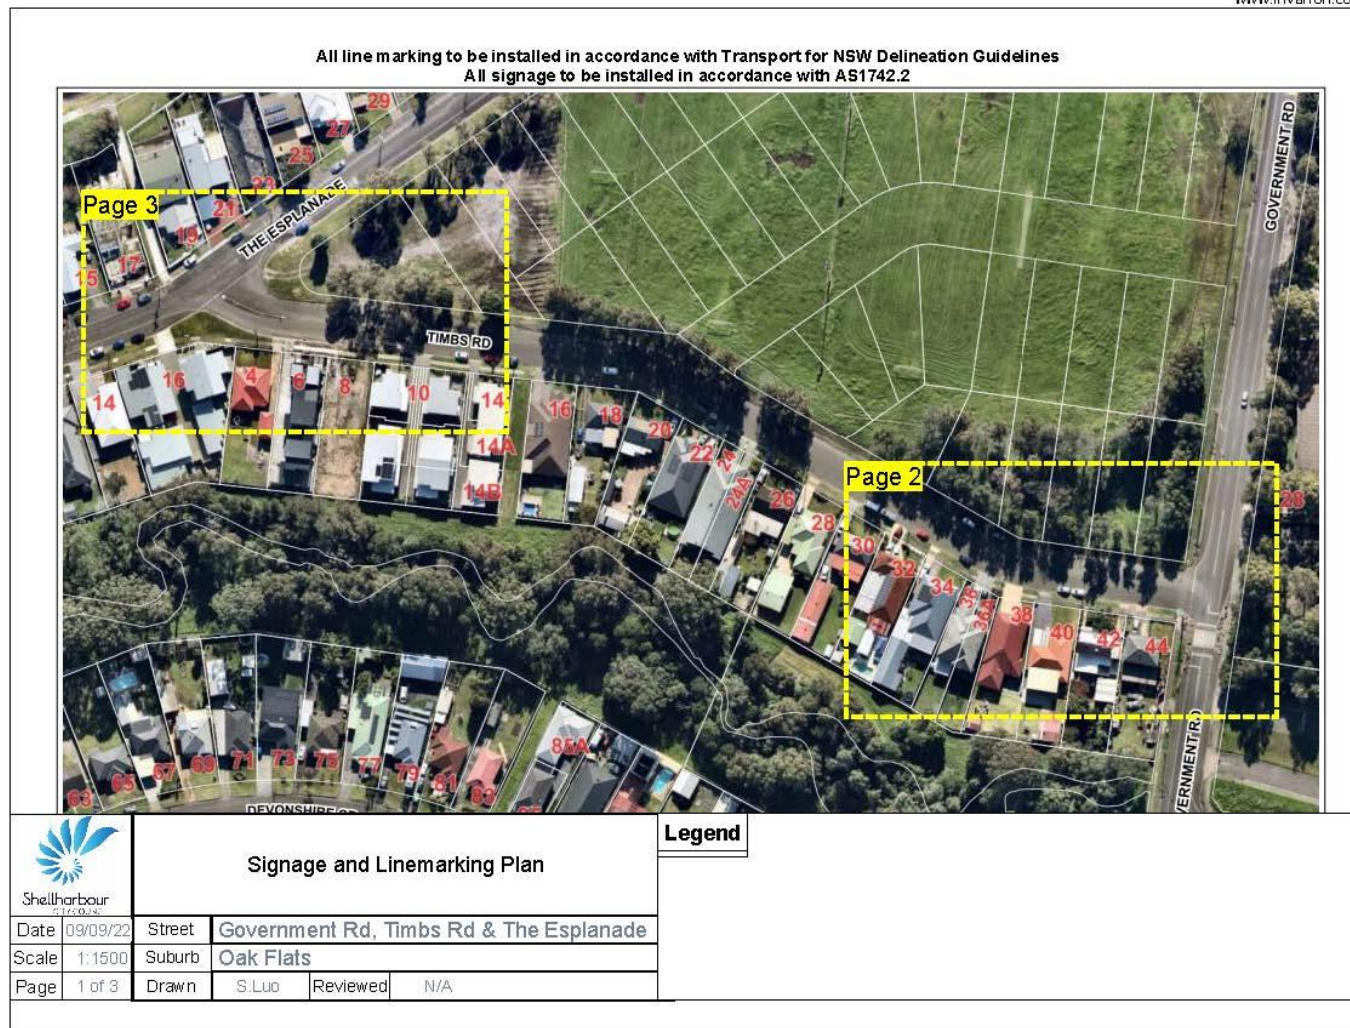 All line marking to be installed in accordance with Transport for NSW Delineation Guidelines
All signage to be installed in accordance with AS1742.2
29
27
25
23
GOVERNMENT RD
Page 3
21
THE ESPLANADE
19
17
15
TIMBS RD
14
16
4
6
8
10
14
16
18
20
22
24
24A
26
28
14A
14B
Page 2
28
30
32
34
36
36A
38
40
42
44
63
65
67
69
71
73
75
77
79
81
83
85A
Legend
Shellharbour
Signage and Linemarking Plan
Date 09/09/22 Street Government Rd, Timbs Rd & The Esplanade
Scale 1:1500 Suburb Oak Flats
Page 1 of 3 Drawn S.Luo Reviewed N/A